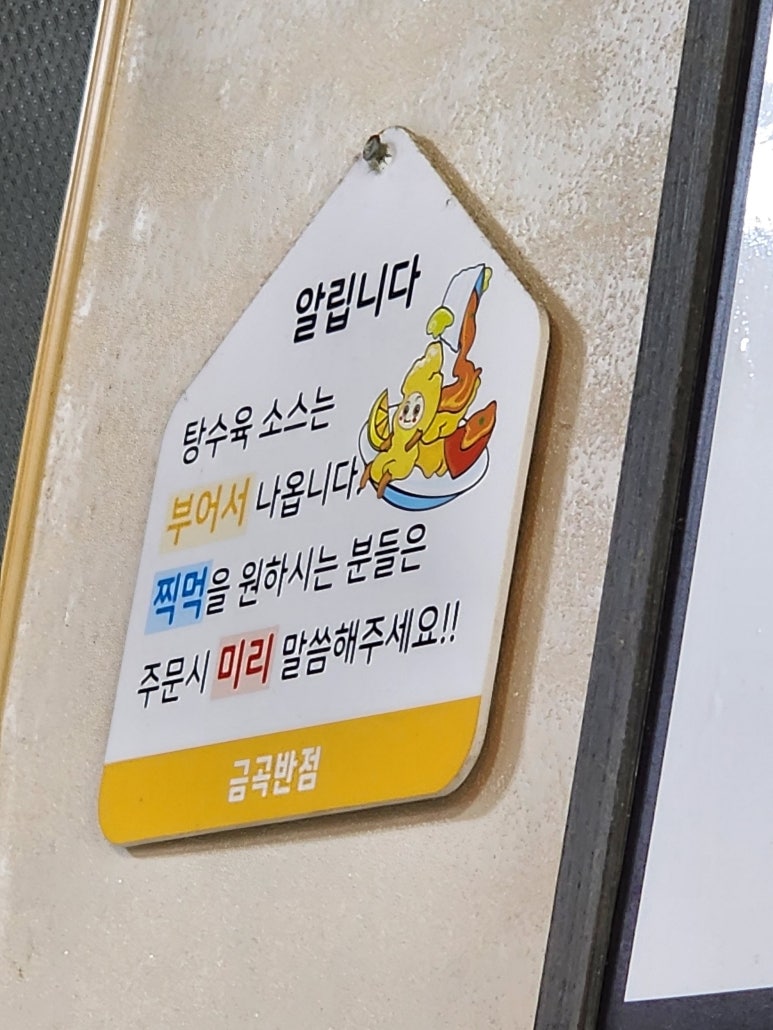 알립니다
탕수육 소스는
부어서 나옵니다.
찍먹을 원하시는 분들은
주문시 미리 말씀해주세요!!
금곡반점